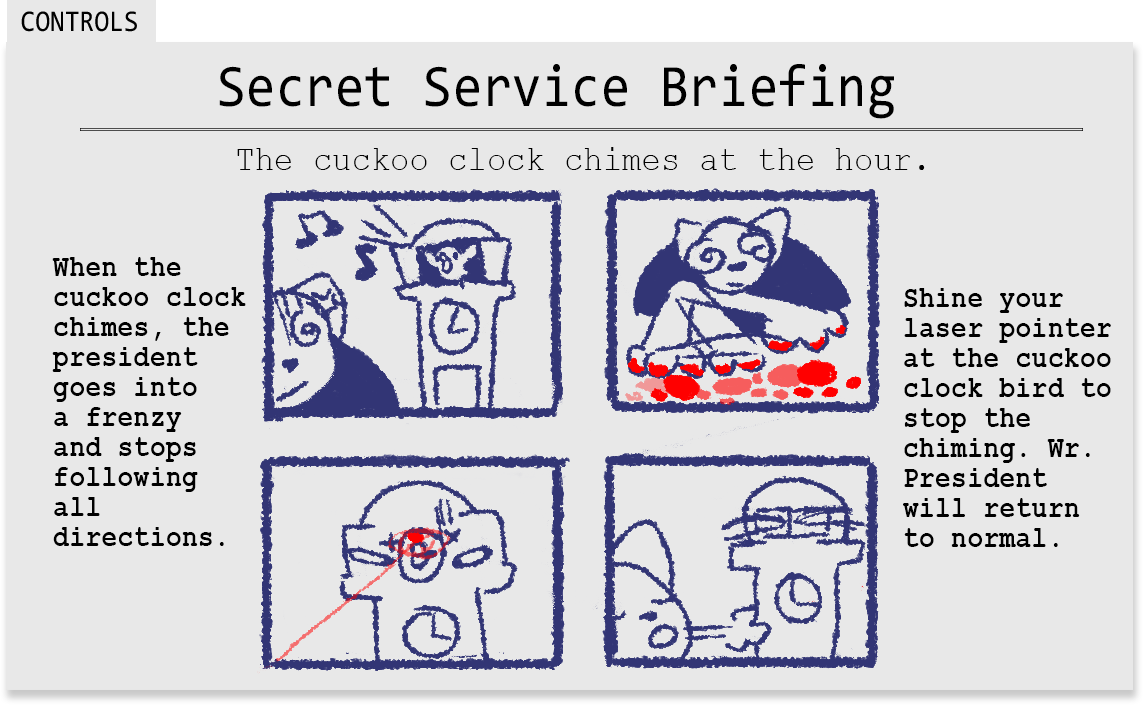 CONTROLS
Secret Service Briefing
The cuckoo clock chimes at the hour.
When the
cuckoo clock
chimes, the
president
goes into
a frenzy
and stops
following
all
directions.
Shine your
laser pointer
at the cuckoo
clock bird to
stop the
chiming. Wr.
President
will return
to normal.